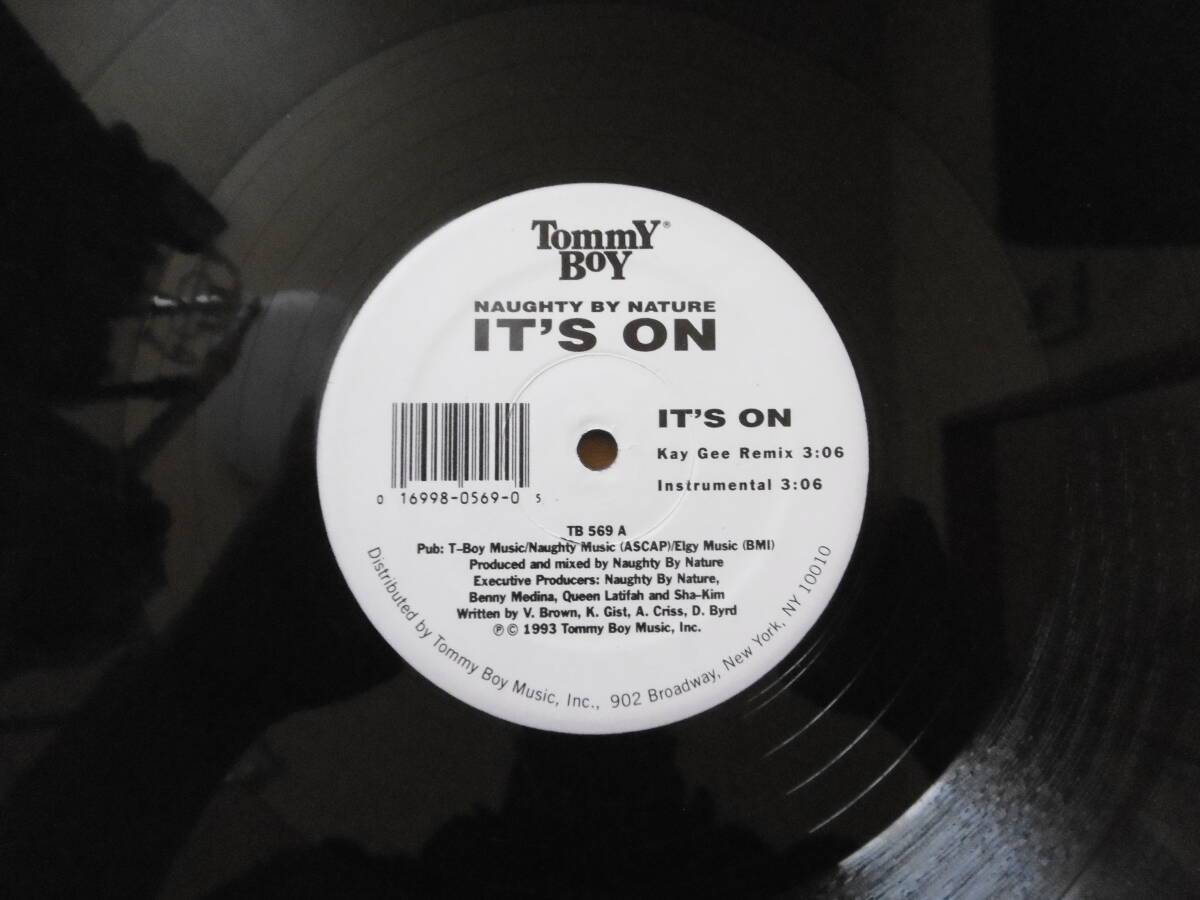 TommY®
BoY
NAUGHTY BY NATURE
IT'S ON
IT'S ON
Kay Gee Remix 3:06
Instrumental 3:06
0 16998-0569-0 5
TB 569 A
Pub: T-Boy Music/Naughty Music (ASCAP)/Elgy Music (BMI)
Produced and mixed by Naughty By Nature
Executive Producers: Naughty By Nature,
Benny Medina, Queen Latifah and Sha-Kim
Written by V. Brown, K. Gist, A. Criss, D. Byrd
℗ © 1993 Tommy Boy Music, Inc.
Distributed by Tommy Boy Music, Inc., 902 Broadway, New York, NY 10010